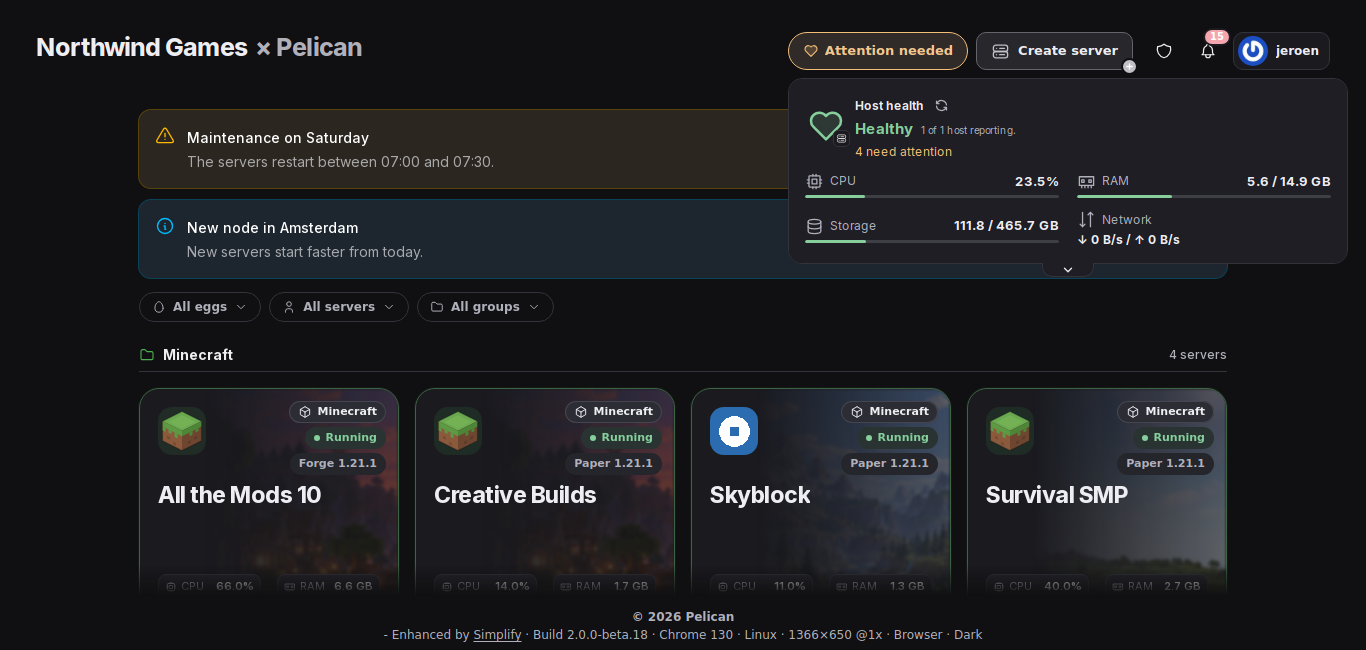 Northwind Games × Pelican
Attention needed
Create server
15
jeroen
Host health
Healthy 1 of 1 host reporting.
4 need attention
CPU 23.5%
RAM 5.6 / 14.9 GB
Storage 111.8 / 465.7 GB
Network
↓ 0 B/s / ↑ 0 B/s
Maintenance on Saturday
The servers restart between 07:00 and 07:30.
New node in Amsterdam
New servers start faster from today.
All eggs
All servers
All groups
Minecraft
4 servers
Minecraft
Running
Forge 1.21.1
All the Mods 10
CPU 66.0% RAM 6.6 GB
Minecraft
Running
Paper 1.21.1
Creative Builds
CPU 14.0% RAM 1.7 GB
Minecraft
Running
Paper 1.21.1
Skyblock
CPU 11.0% RAM 1.3 GB
Minecraft
Running
Paper 1.21.1
Survival SMP
CPU 40.0% RAM 2.7 GB
© 2026 Pelican
- Enhanced by Simplify · Build 2.0.0-beta.18 · Chrome 130 · Linux · 1366×650 @1x · Browser · Dark